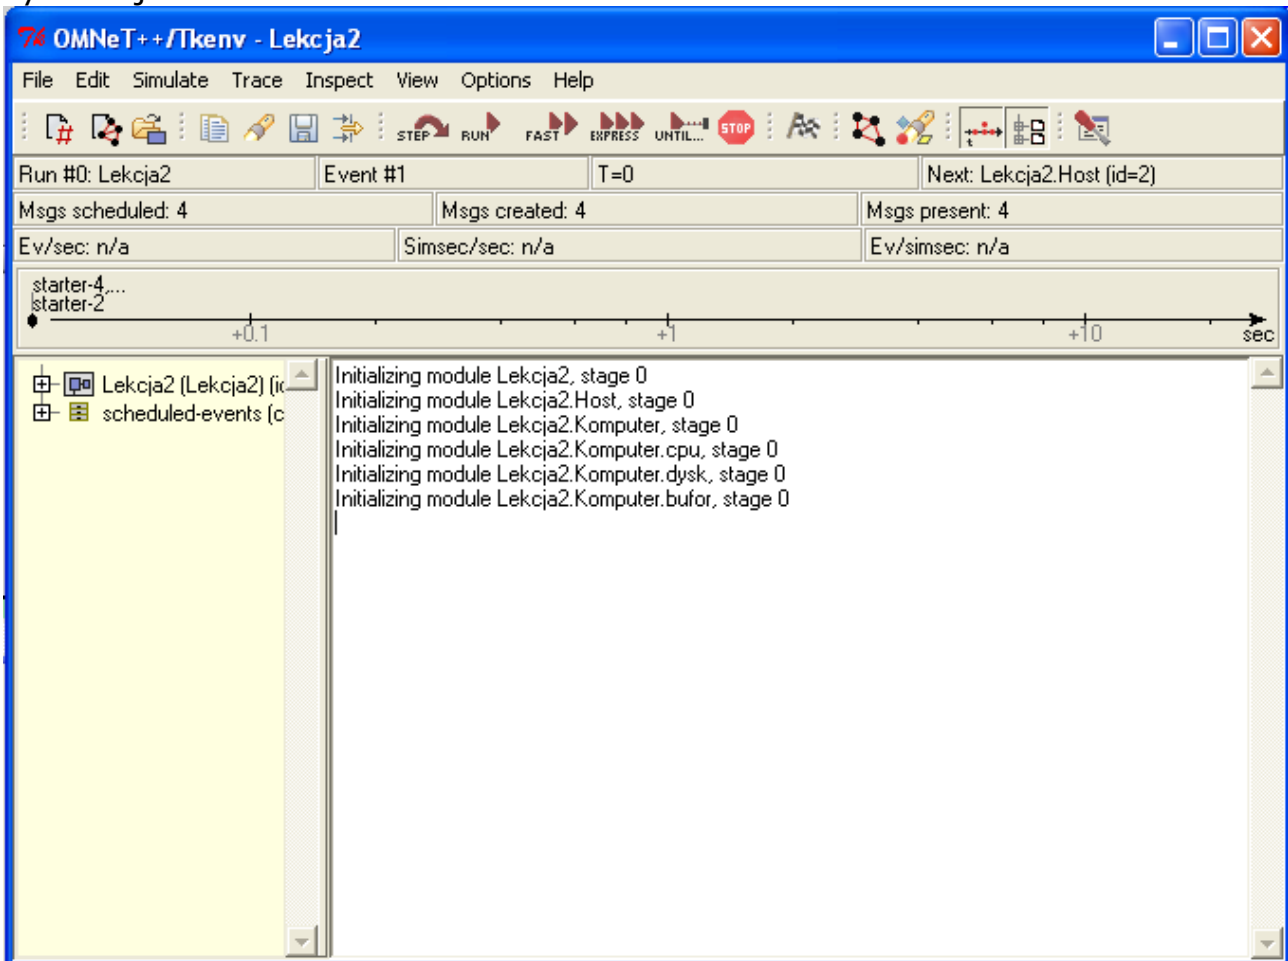 OMNeT++/Tkenv - Lekcja2
File Edit Simulate Trace Inspect View Options Help
# STEP RUN FAST EXPRESS UNTIL... STOP
Run #0: Lekcja2 Event #1 T=0 Next: Lekcja2.Host (id=2)
Msgs scheduled: 4 Msgs created: 4 Msgs present: 4
Ev/sec: n/a Simsec/sec: n/a Ev/simsec: n/a
starter-4,...
starter-2
+0.1 +1 +10 sec
Lekcja2 (Lekcja2) (ic
scheduled-events (c
Initializing module Lekcja2, stage 0
Initializing module Lekcja2.Host, stage 0
Initializing module Lekcja2.Komputer, stage 0
Initializing module Lekcja2.Komputer.cpu, stage 0
Initializing module Lekcja2.Komputer.dysk, stage 0
Initializing module Lekcja2.Komputer.bufor, stage 0